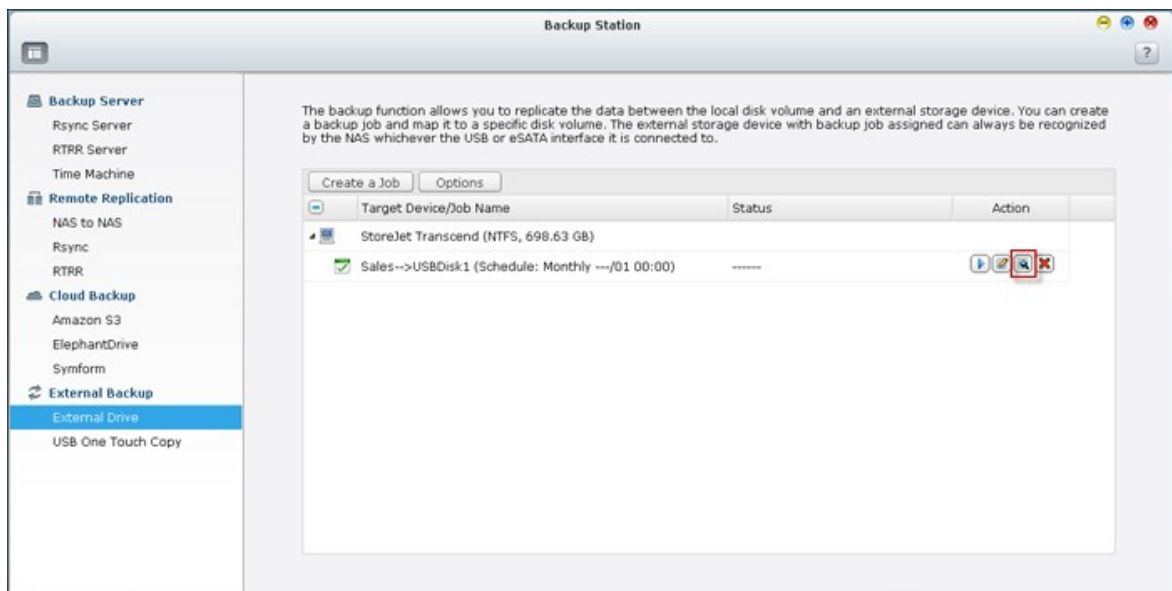 Backup Station
?
Backup Server
Rsync Server
RTRR Server
Time Machine
Remote Replication
NAS to NAS
Rsync
RTRR
Cloud Backup
Amazon S3
ElephantDrive
Symform
External Backup
External Drive
USB One Touch Copy
The backup function allows you to replicate the data between the local disk volume and an external storage device. You can create
a backup job and map it to a specific disk volume. The external storage device with backup job assigned can always be recognized
by the NAS whichever the USB or eSATA interface it is connected to.
Create a Job Options
Target Device/Job Name Status Action
StoreJet Transcend (NTFS, 698.63 GB)
Sales-->USBDisk1 (Schedule: Monthly ---/01 00:00) ------